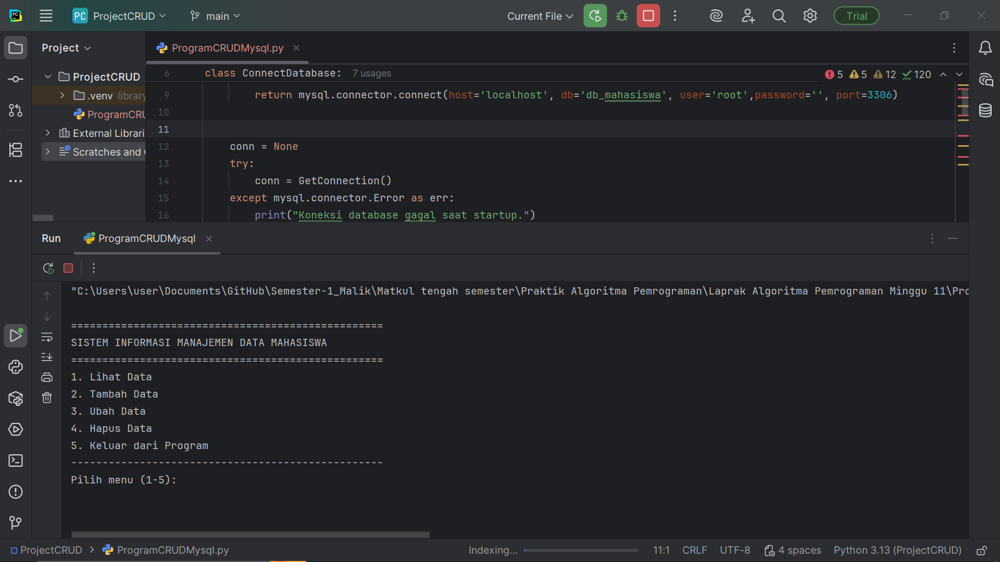 PC ProjectCRUD main Current File Trial
Project
ProgramCRUDMysql.py
ProjectCRUD
.venv library
ProgramCRU
External Librari
Scratches and
6 class ConnectDatabase: 7 usages
5 5 12 120
9 return mysql.connector.connect(host='localhost', db='db_mahasiswa', user='root',password='', port=3306)
10
11
12 conn = None
13 try:
14 conn = GetConnection()
15 except mysql.connector.Error as err:
16 print("Koneksi database gagal saat startup.")
Run ProgramCRUDMysql
"C:\Users\user\Documents\GitHub\Semester-1_Malik\Matkul tengah semester\Praktik Algoritma Pemrograman\Laprak Algoritma Pemrograman Minggu 11\Pro
==================================================
SISTEM INFORMASI MANAJEMEN DATA MAHASISWA
==================================================
1. Lihat Data
2. Tambah Data
3. Ubah Data
4. Hapus Data
5. Keluar dari Program
--------------------------------------------------
Pilih menu (1-5):
ProjectCRUD > ProgramCRUDMysql.py Indexing... 11:1 CRLF UTF-8 4 spaces Python 3.13 (ProjectCRUD)